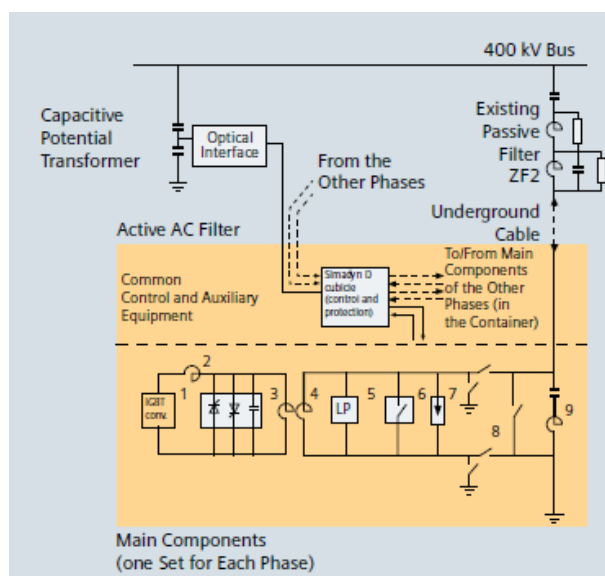 400 kV Bus
Capacitive
Potential
Transformer
Optical
Interface
Existing
Passive
Filter
ZF2
From the
Other Phases
Underground
Cable
Active AC Filter
Common
Control and Auxiliary
Equipment
Simadyn D
cubicle
(control and
protection)
To/From Main
Components
of the Other
Phases (in
the Container)
2
1
3
4
5
6
7
9
IGBT
conv.
LP
8
Main Components
(one Set for Each Phase)